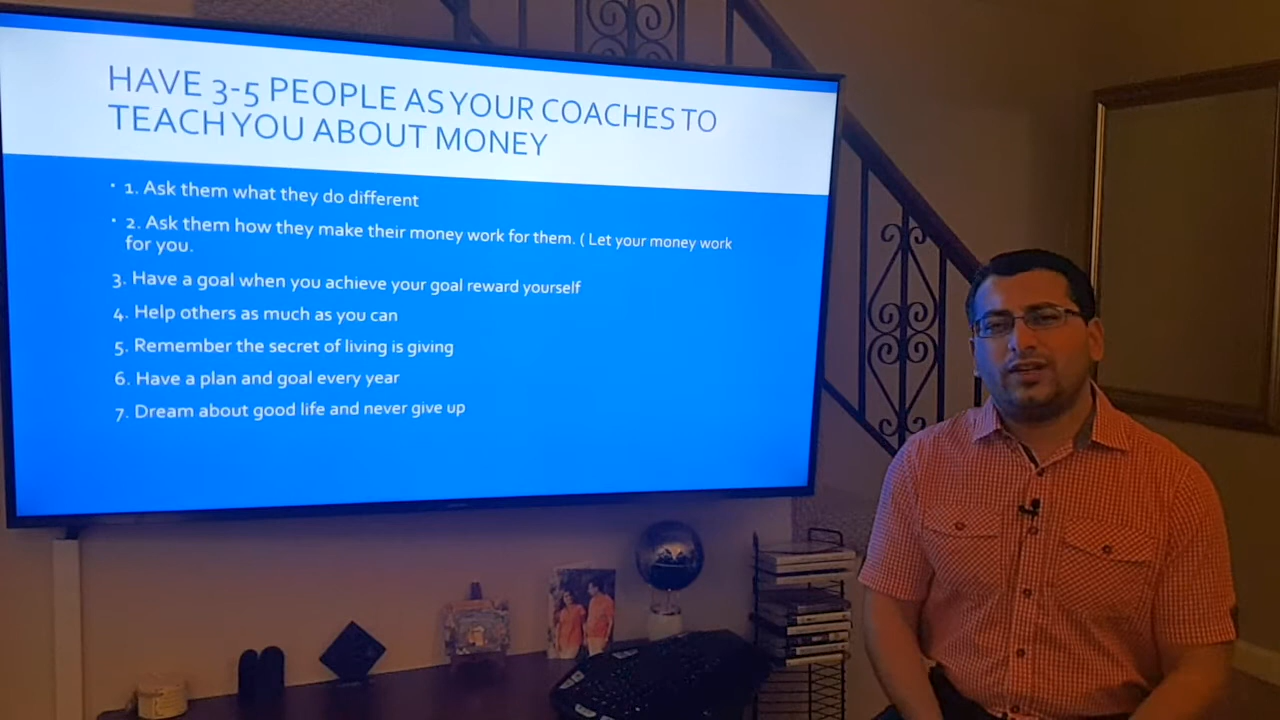 HAVE 3-5 PEOPLE AS YOUR COACHES TO
TEACH YOU ABOUT MONEY
• 1. Ask them what they do different
• 2. Ask them how they make their money work for them. ( Let your money work
for you.
3. Have a goal when you achieve your goal reward yourself
4. Help others as much as you can
5. Remember the secret of living is giving
6. Have a plan and goal every year
7. Dream about good life and never give up